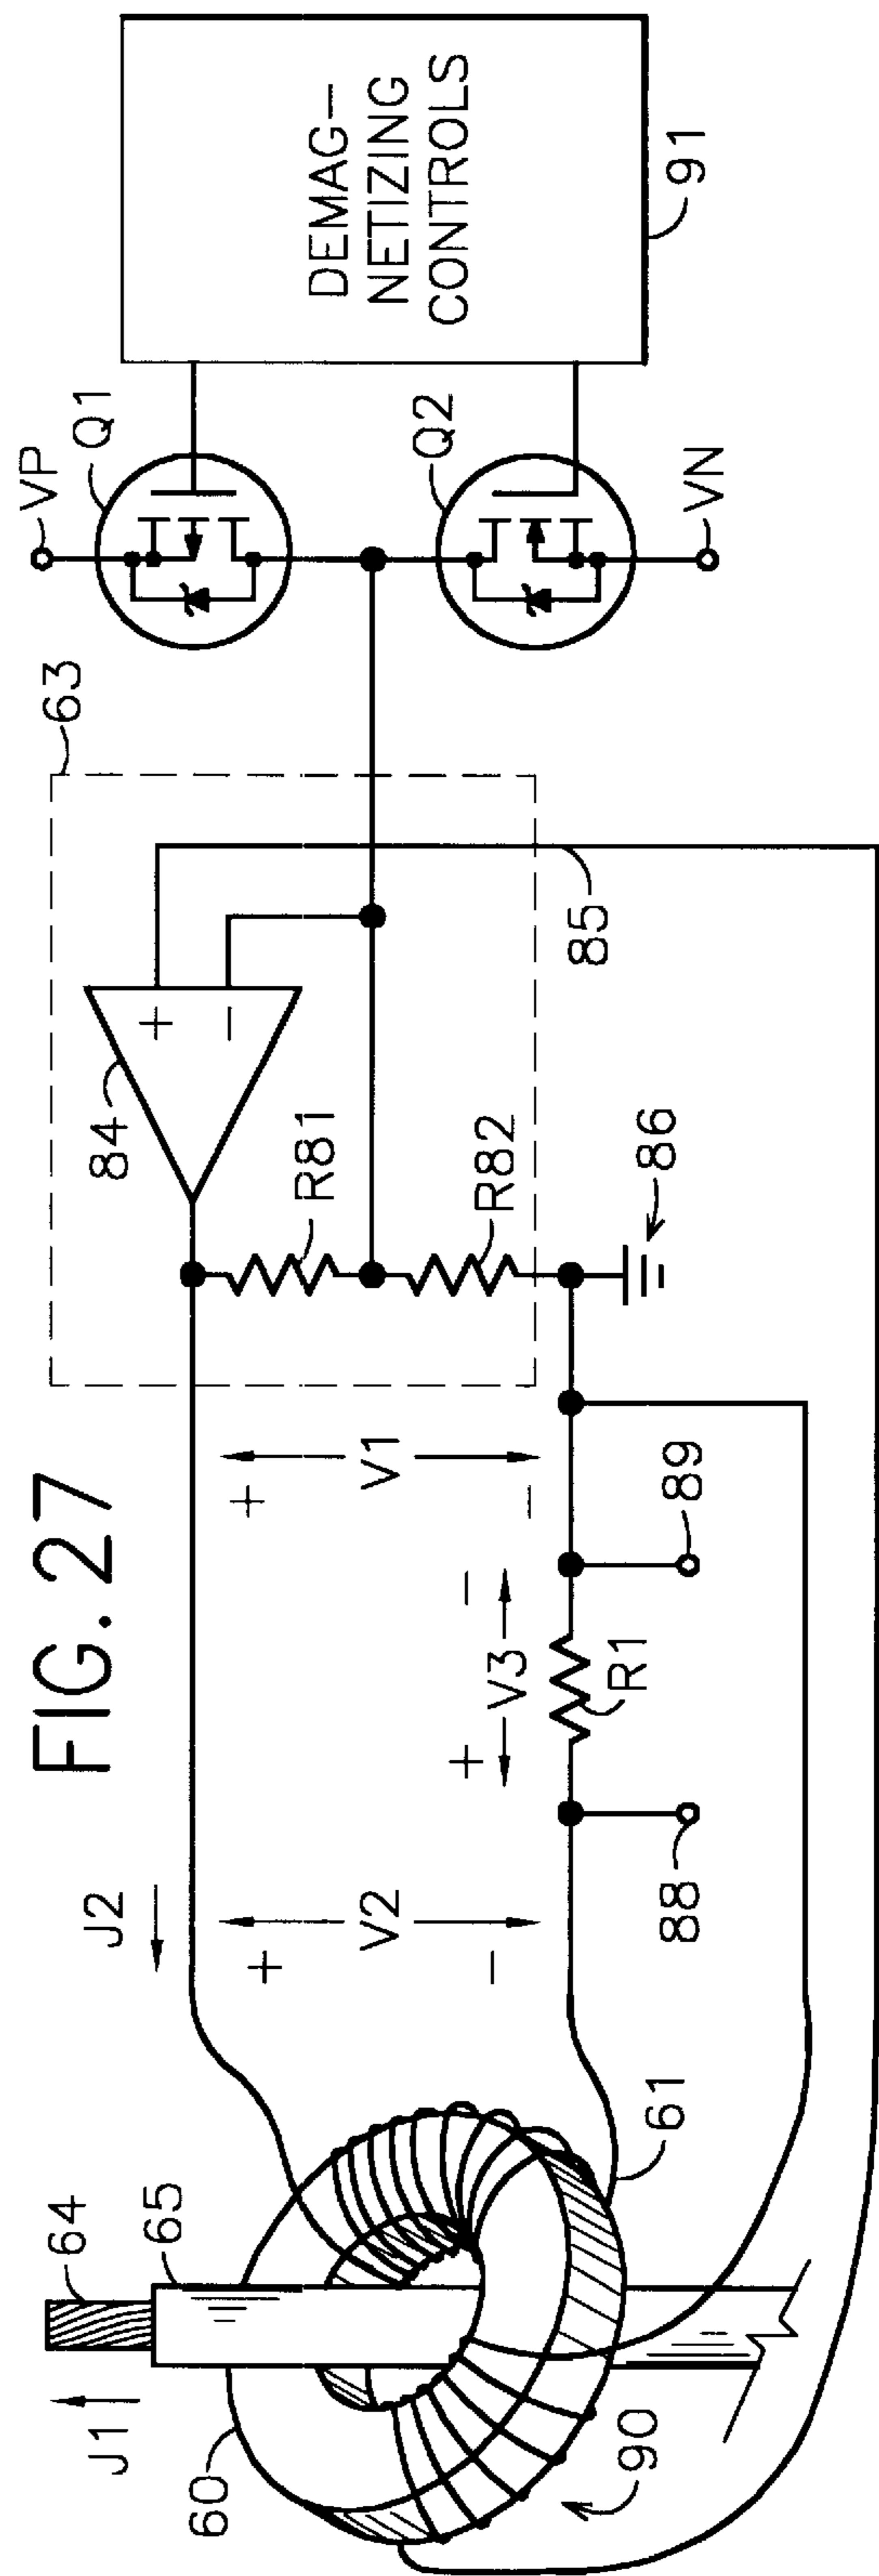 FIG. 27
64
65
J1
60
90
61
J2
+
V2
-
88
+
V3
-
R1
89
+
V1
-
86
84
+
-
R81
R82
85
63
VP
Q1
Q2
VN
DEMAG-
NETIZING
CONTROLS
91